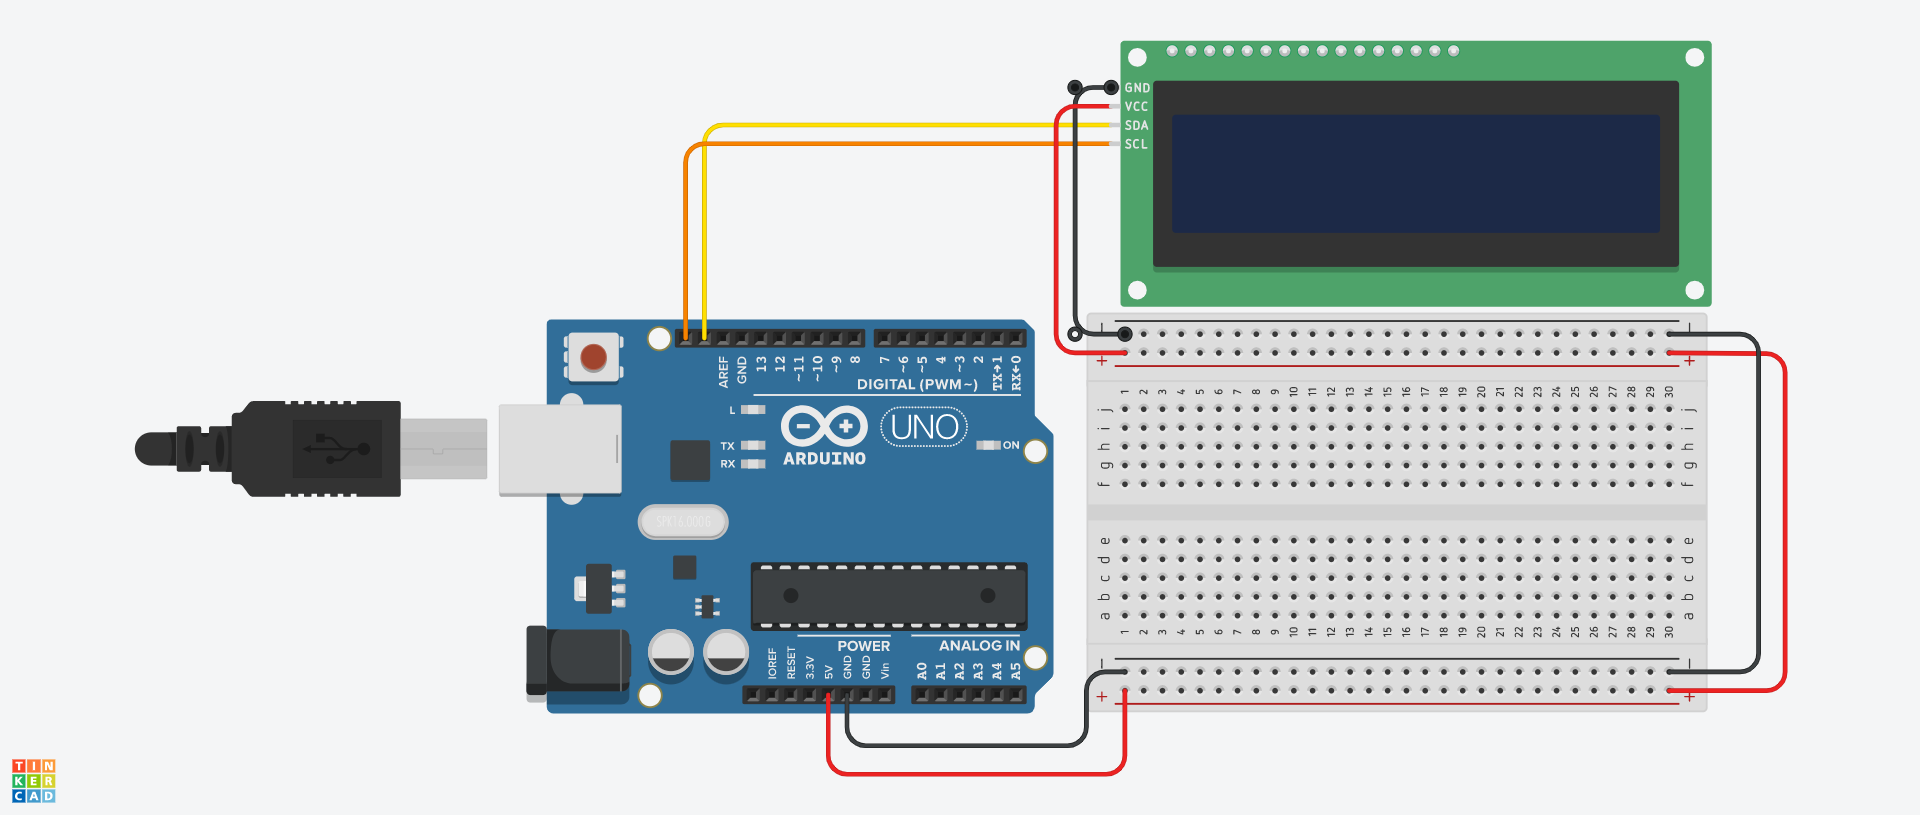 GND
VCC
SDA
SCL
AREF
GND
13
12
~11
~10
~9
8
7
~6
~5
4
~3
2
TX→1
RX←0
DIGITAL (PWM~)
L
TX
RX
ON
ARDUINO
UNO
SPK16.000G
POWER
ANALOG IN
IOREF
RESET
3.3V
5V
GND
GND
Vin
A0
A1
A2
A3
A4
A5
− −
+ +
1 2 3 4 5 6 7 8 9 10 11 12 13 14 15 16 17 18 19 20 21 22 23 24 25 26 27 28 29 30
j j
i i
h h
g g
f f
e e
d d
c c
b b
a a
1 2 3 4 5 6 7 8 9 10 11 12 13 14 15 16 17 18 19 20 21 22 23 24 25 26 27 28 29 30
− −
+ +
TIN
KER
CAD